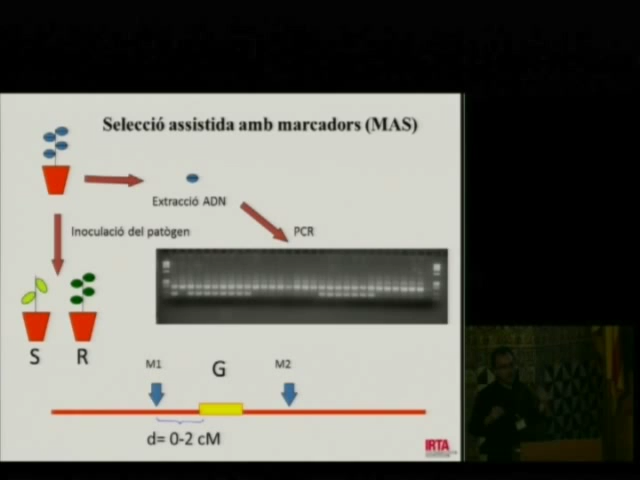 Selecció assistida amb marcadors (MAS)
Extracció ADN
Inoculació del patògen
PCR
S
R
M1
G
M2
d= 0-2 cM
IRTA